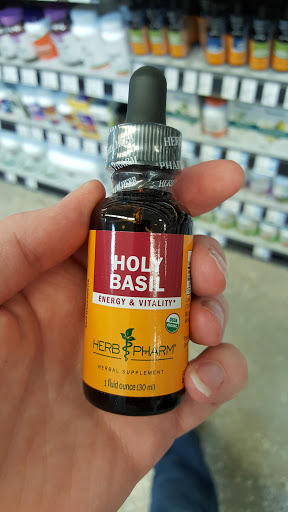 HOLY
BASIL
ENERGY & VITALITY*
USDA
ORGANIC
HERB PHARM®
HERBAL SUPPLEMENT
1 fluid ounce (30 ml)